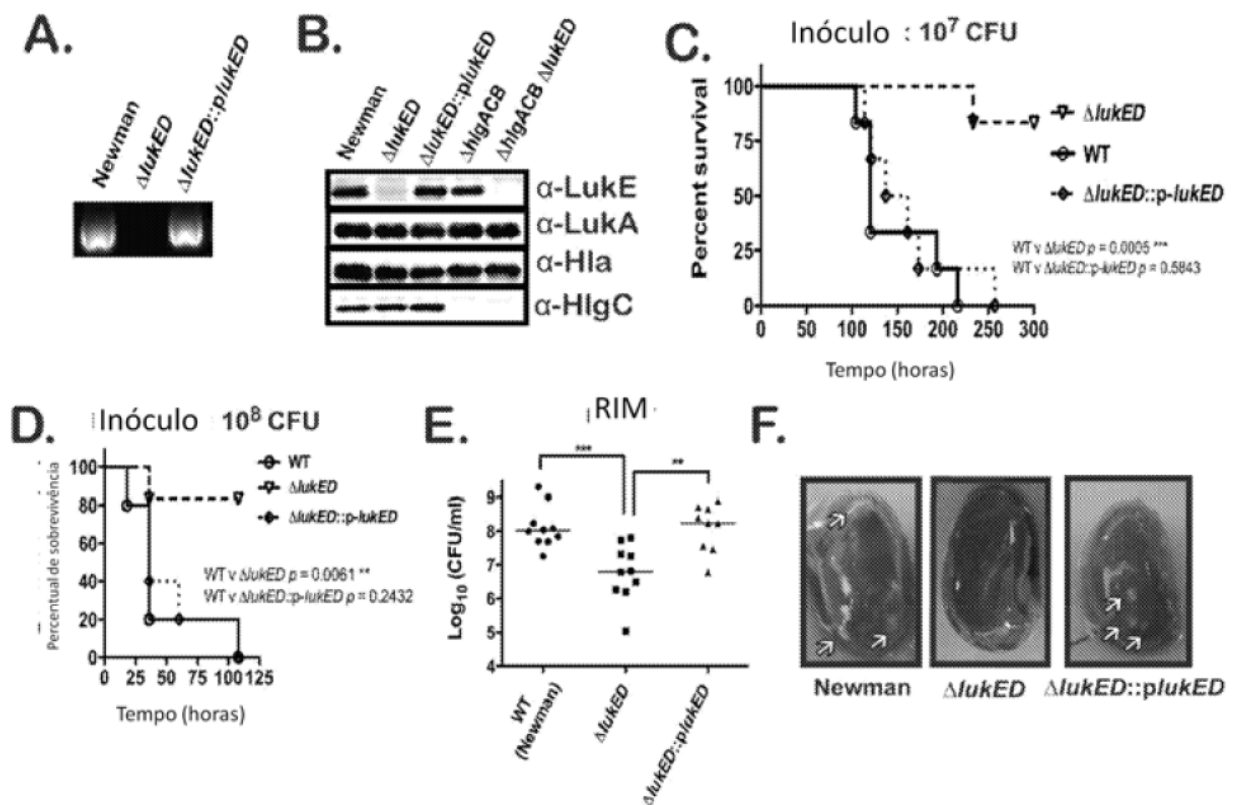 A.
Newman
ΔlukED
ΔlukED::plukED
B.
Newman
ΔlukED
ΔlukED::plukED
ΔhlgACB
ΔhlgACB ΔlukED
α-LukE
α-LukA
α-Hla
α-HlgC
C.
Inóculo : 10⁷ CFU
Percent survival
100
75
50
25
0
0 50 100 150 200 250 300
Tempo (horas)
ΔlukED
WT
ΔlukED::p-lukED
WT v ΔlukED p = 0.0005 ***
WT v ΔlukED::p-lukED p = 0.5843
D.
Inóculo : 10⁸ CFU
Percentual de sobrevivência
100
80
60
40
20
0
0 25 50 75 100 125
Tempo (horas)
WT
ΔlukED
ΔlukED::p-lukED
WT v ΔlukED p = 0.0061 **
WT v ΔlukED::p-lukED p = 0.2432
E.
RIM
***
**
Log₁₀ (CFU/ml)
9
8
7
6
5
4
WT
(Newman)
ΔlukED
ΔlukED::plukED
F.
Newman
ΔlukED
ΔlukED::plukED